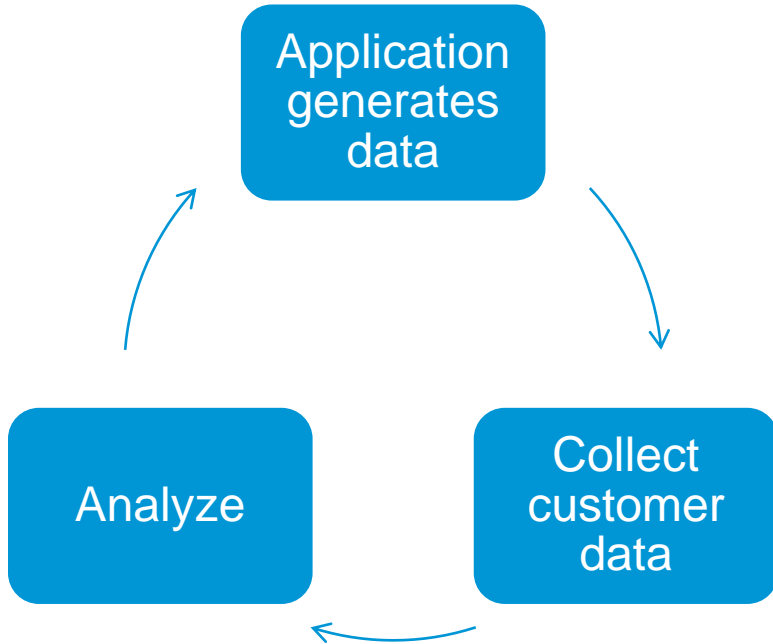 Application
generates
data
Collect
customer
data
Analyze